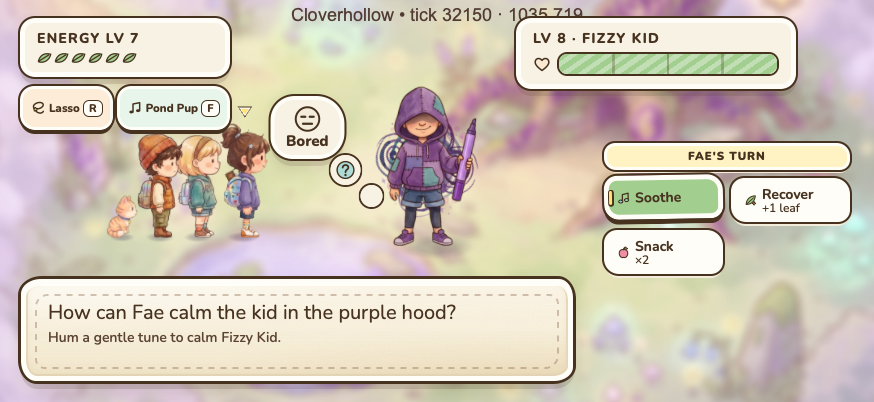 Cloverhollow • tick 32150 · 1035,719
ENERGY LV 7
LV 8 · FIZZY KID
Lasso R
Pond Pup F
Bored
?
FAE'S TURN
Soothe
Recover
+1 leaf
Snack
×2
How can Fae calm the kid in the purple hood?
Hum a gentle tune to calm Fizzy Kid.